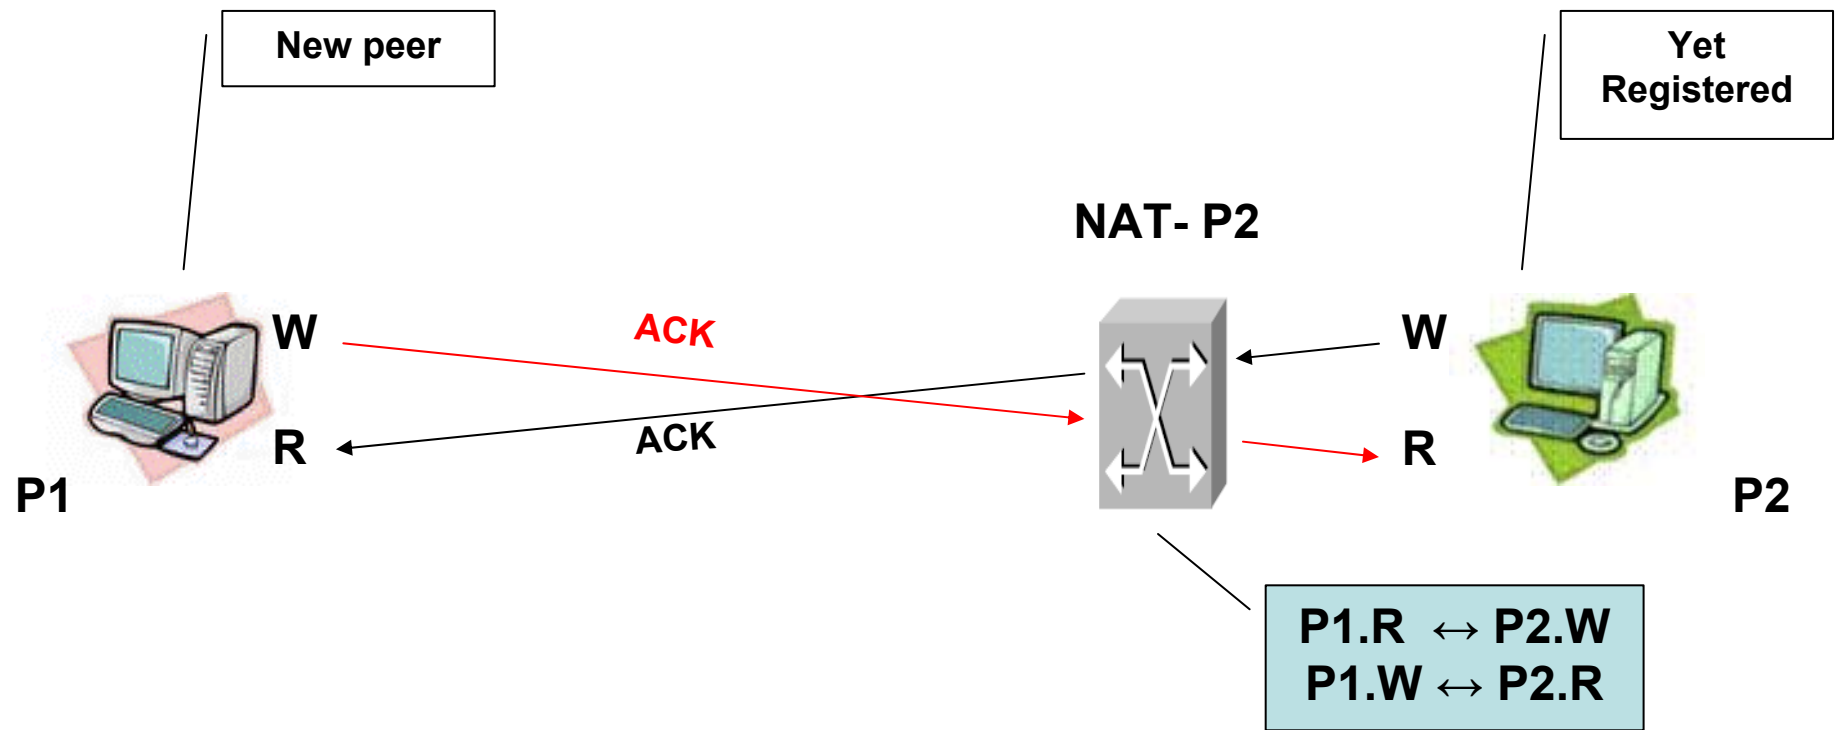 New peer
Yet
Registered
NAT- P2
W
ACK
W
R
ACK
R
P1
P2
P1.R ↔ P2.W
P1.W ↔ P2.R